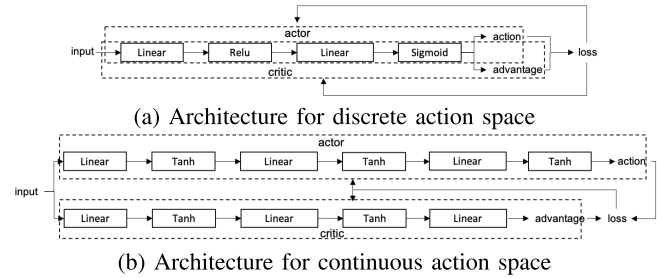 actor
input Linear Relu Linear Sigmoid action loss
advantage
critic
(a) Architecture for discrete action space
actor
Linear Tanh Linear Tanh Linear Tanh action
input
Linear Tanh Linear Tanh Linear advantage loss
critic
(b) Architecture for continuous action space